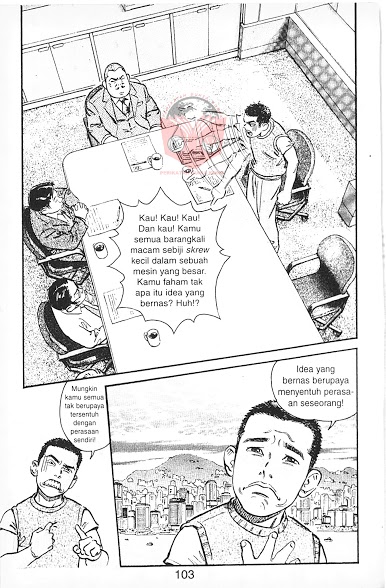 Kau! Kau! Kau!
Dan kau! Kamu
semua barangkali
macam sebiji skrew
kecil dalam sebuah
mesin yang besar.
Kamu faham tak
apa itu idea yang
bernas? Huh!?
Mungkin
kamu semua
tak berupaya
tersentuh
dengan
perasaan
sendiri!
Idea yang
bernas berupaya
menyentuh perasa-
an seseorang!
103